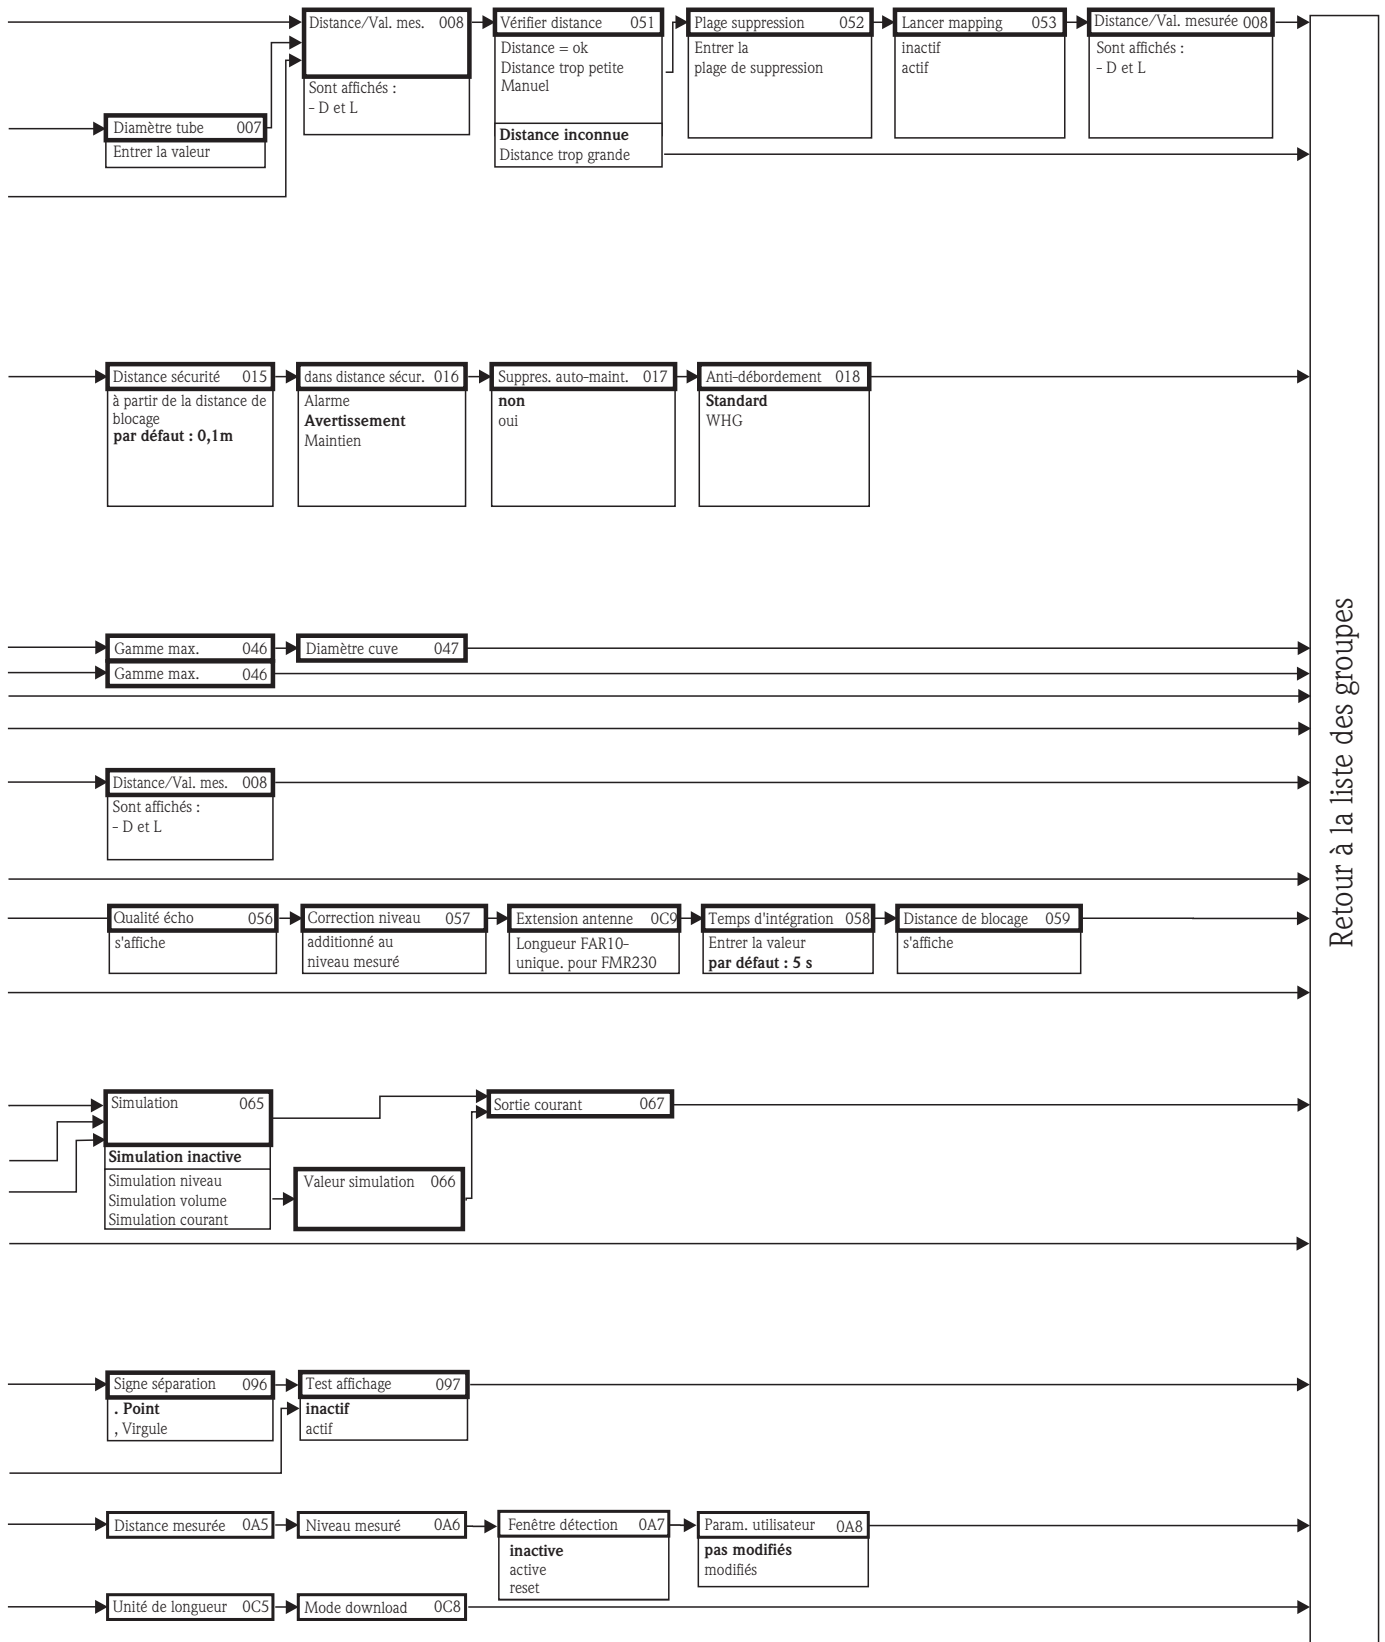 Distance/Val. mes. 008
Sont affichés :
- D et L
Vérifier distance 051
Distance = ok
Distance trop petite
Manuel
Distance inconnue
Distance trop grande
Plage suppression 052
Entrer la
plage de suppression
Lancer mapping 053
inactif
actif
Distance/Val. mesurée 008
Sont affichés :
- D et L
Diamètre tube 007
Entrer la valeur
Distance sécurité 015
à partir de la distance de
blocage
par défaut : 0,1m
dans distance sécur. 016
Alarme
Avertissement
Maintien
Suppres. auto-maint. 017
non
oui
Anti-débordement 018
Standard
WHG
Gamme max. 046
Diamètre cuve 047
Gamme max. 046
Distance/Val. mes. 008
Sont affichés :
- D et L
Qualité écho 056
s'affiche
Correction niveau 057
additionné au
niveau mesuré
Extension antenne 0C9
Longueur FAR10-
unique. pour FMR230
Temps d'intégration 058
Entrer la valeur
par défaut : 5 s
Distance de blocage 059
s'affiche
Simulation 065
Simulation inactive
Simulation niveau
Simulation volume
Simulation courant
Valeur simulation 066
Sortie courant 067
Signe séparation 096
. Point
, Virgule
Test affichage 097
inactif
actif
Distance mesurée 0A5
Niveau mesuré 0A6
Fenêtre détection 0A7
inactive
active
reset
Param. utilisateur 0A8
pas modifiés
modifiés
Unité de longueur 0C5
Mode download 0C8
Retour à la liste des groupes